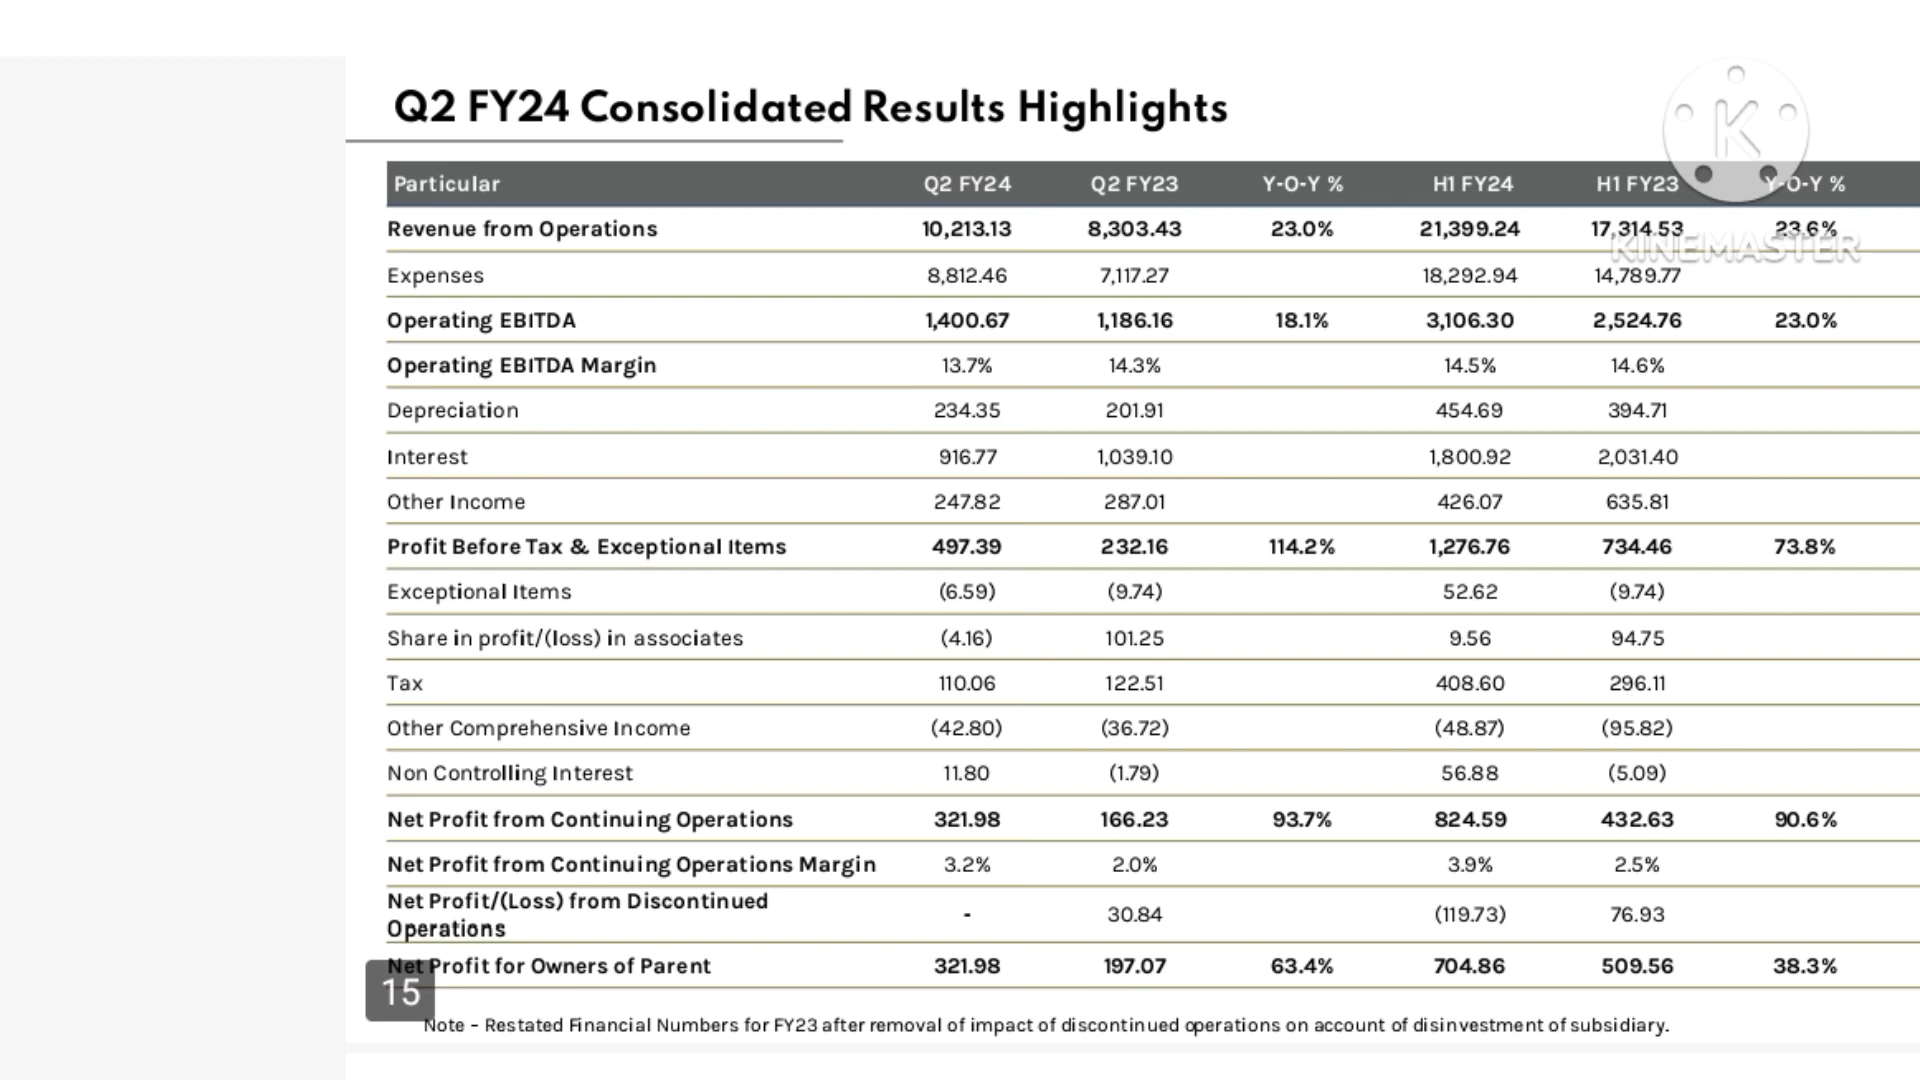 Q2 FY24 Consolidated Results Highlights
K
Particular Q2 FY24 Q2 FY23 Y-O-Y % H1 FY24 H1 FY23 Y-O-Y %
Revenue from Operations 10,213.13 8,303.43 23.0% 21,399.24 17,314.53 23.6%
KINEMASTER
Expenses 8,812.46 7,117.27 18,292.94 14,789.77
Operating EBITDA 1,400.67 1,186.16 18.1% 3,106.30 2,524.76 23.0%
Operating EBITDA Margin 13.7% 14.3% 14.5% 14.6%
Depreciation 234.35 201.91 454.69 394.71
Interest 916.77 1,039.10 1,800.92 2,031.40
Other Income 247.82 287.01 426.07 635.81
Profit Before Tax & Exceptional Items 497.39 232.16 114.2% 1,276.76 734.46 73.8%
Exceptional Items (6.59) (9.74) 52.62 (9.74)
Share in profit/(loss) in associates (4.16) 101.25 9.56 94.75
Tax 110.06 122.51 408.60 296.11
Other Comprehensive Income (42.80) (36.72) (48.87) (95.82)
Non Controlling Interest 11.80 (1.79) 56.88 (5.09)
Net Profit from Continuing Operations 321.98 166.23 93.7% 824.59 432.63 90.6%
Net Profit from Continuing Operations Margin 3.2% 2.0% 3.9% 2.5%
Net Profit/(Loss) from Discontinued
Operations - 30.84 (119.73) 76.93
Net Profit for Owners of Parent 321.98 197.07 63.4% 704.86 509.56 38.3%
15
Note - Restated Financial Numbers for FY23 after removal of impact of discontinued operations on account of disinvestment of subsidiary.